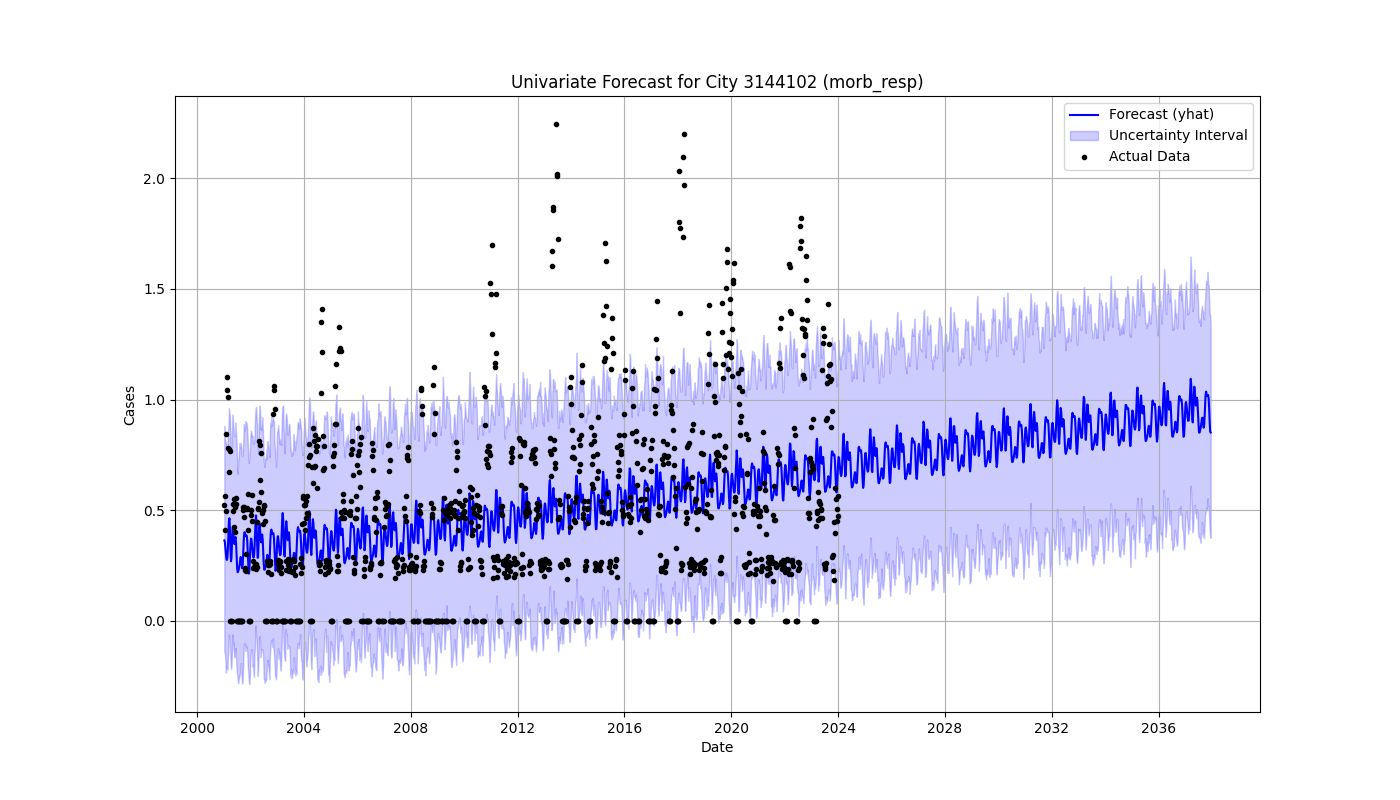 Univariate Forecast for City 3144102 (morb_resp)
Forecast (yhat)
Uncertainty Interval
Actual Data
Cases
2.0
1.5
1.0
0.5
0.0
2000 2004 2008 2012 2016 2020 2024 2028 2032 2036
Date